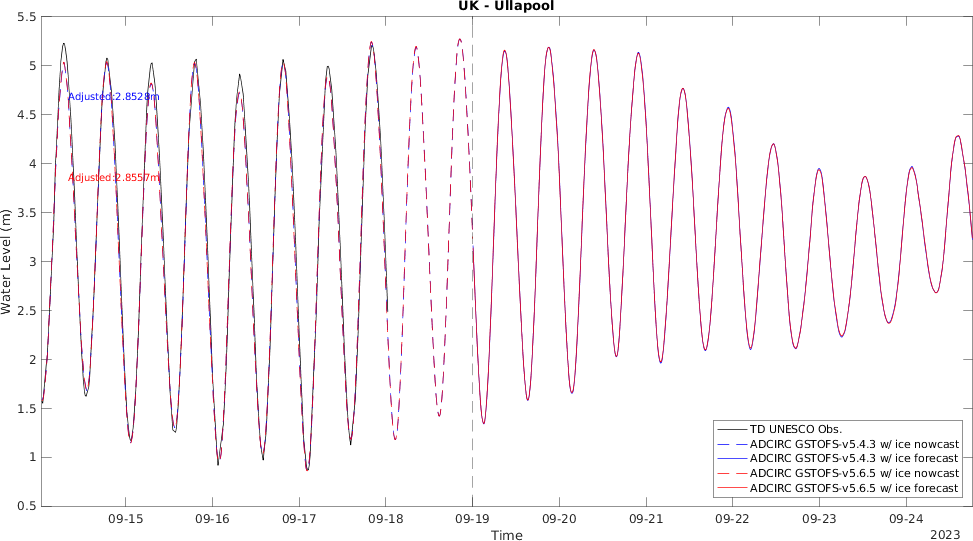 UK - Ullapool
5.5
5
4.5
4
3.5
3
2.5
2
1.5
1
0.5
Water Level (m)
Adjusted:2.8528m
Adjusted:2.8557m
TD UNESCO Obs.
ADCIRC GSTOFS-v5.4.3 w/ ice nowcast
ADCIRC GSTOFS-v5.4.3 w/ ice forecast
ADCIRC GSTOFS-v5.6.5 w/ ice nowcast
ADCIRC GSTOFS-v5.6.5 w/ ice forecast
09-15 09-16 09-17 09-18 09-19 09-20 09-21 09-22 09-23 09-24
Time
2023